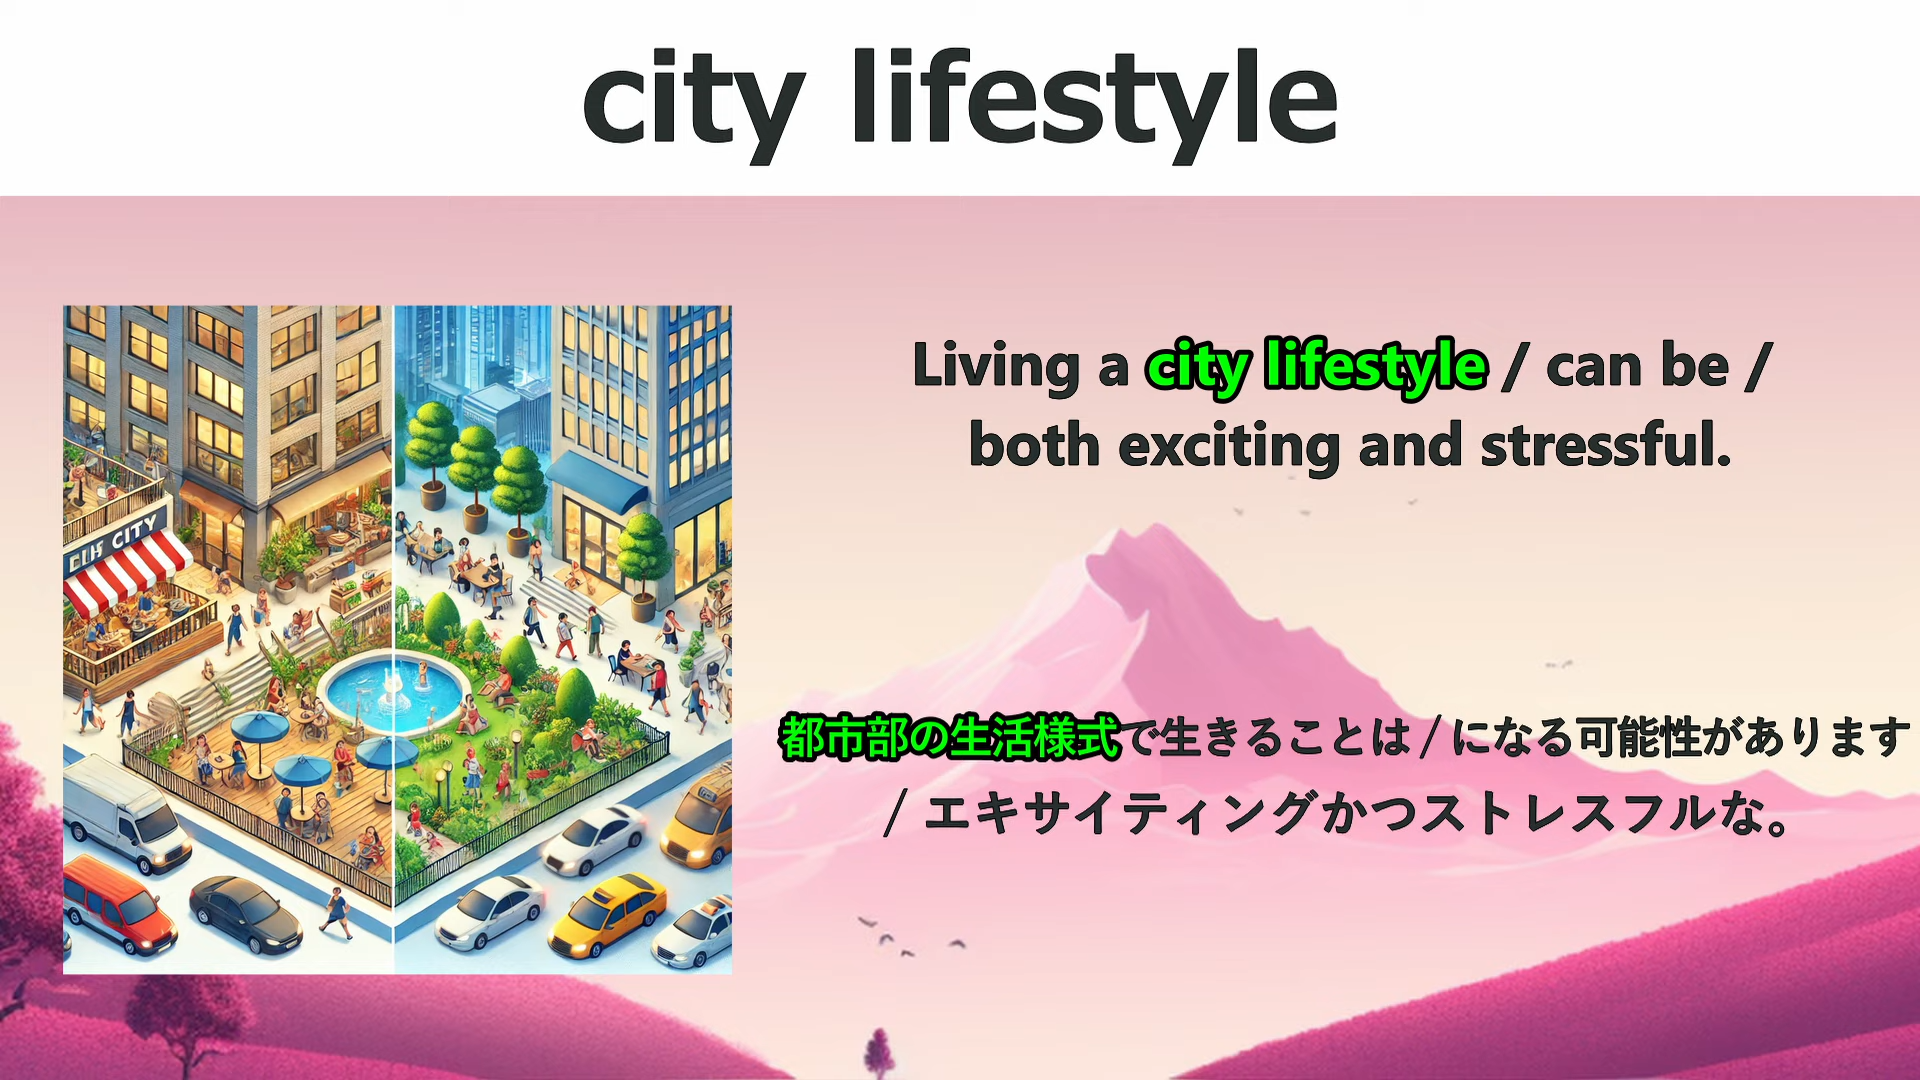 city lifestyle
Living a city lifestyle / can be /
both exciting and stressful.
CITY
都市部の生活様式で生きることは / になる可能性があります
/ エキサイティングかつストレスフルな。